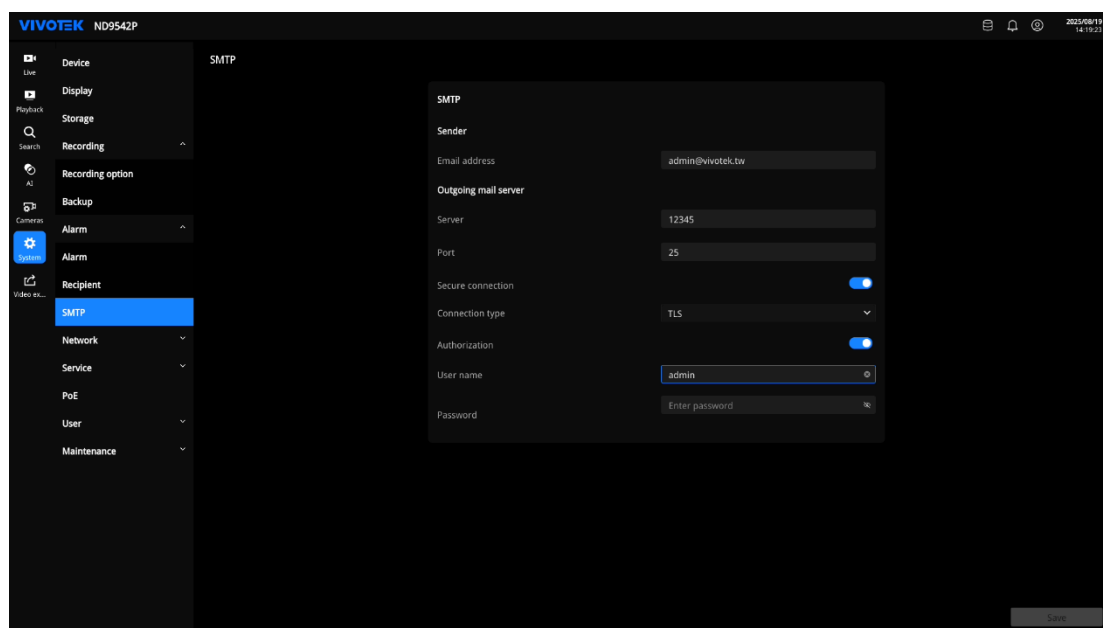 VIVOTEK ND9542P
2025/08/19
14:19:23
Live
Playback
Search
AI
Cameras
System
Video ex...
Device
Display
Storage
Recording
Recording option
Backup
Alarm
Alarm
Recipient
SMTP
Network
Service
PoE
User
Maintenance
SMTP
SMTP
Sender
Email address admin@vivotek.tw
Outgoing mail server
Server 12345
Port 25
Secure connection
Connection type TLS
Authorization
User name admin
Password Enter password
Save